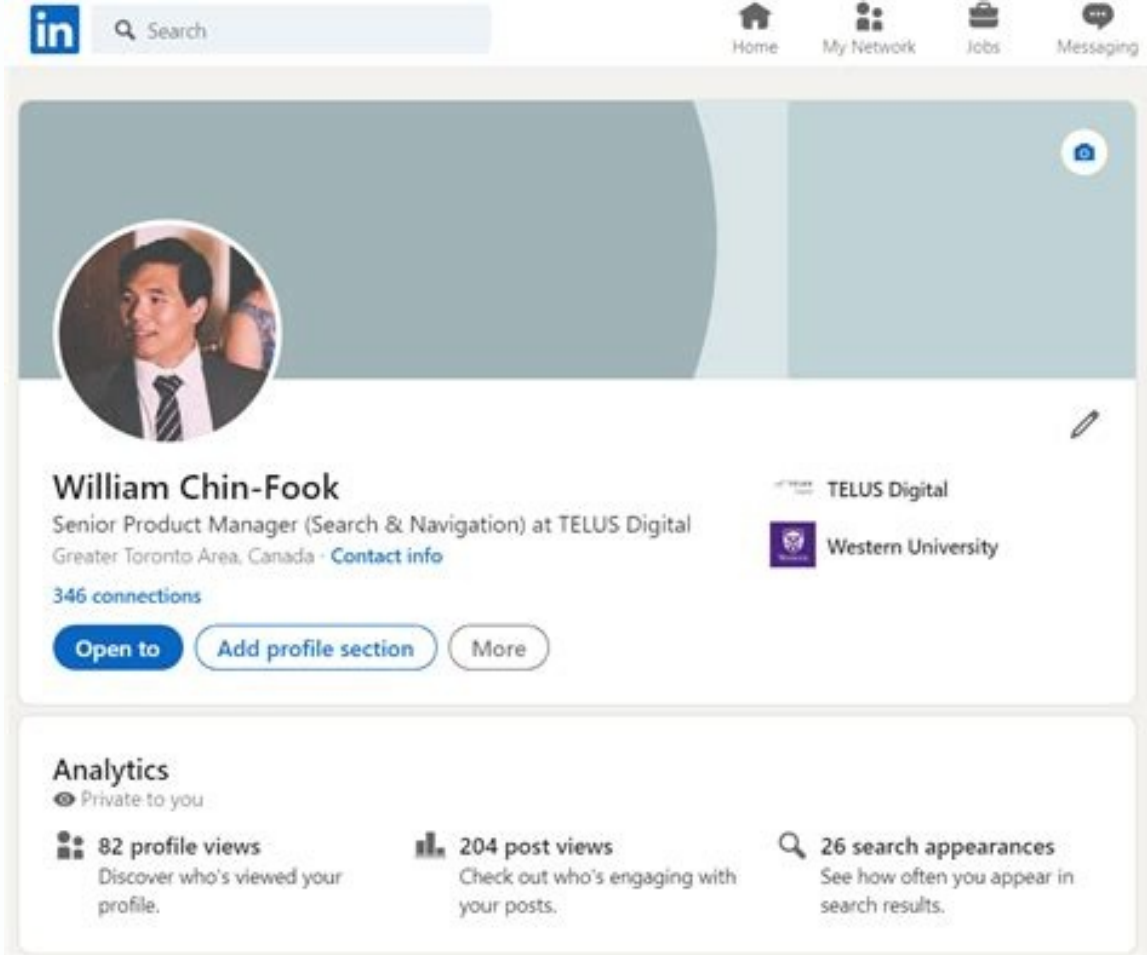 in
Search
Home
My Network
Jobs
Messaging
William Chin-Fook
Senior Product Manager (Search & Navigation) at TELUS Digital
Greater Toronto Area, Canada · Contact info
346 connections
Open to
Add profile section
More
TELUS Digital
Western University
Analytics
Private to you
82 profile views
Discover who's viewed your
profile.
204 post views
Check out who's engaging with
your posts.
26 search appearances
See how often you appear in
search results.